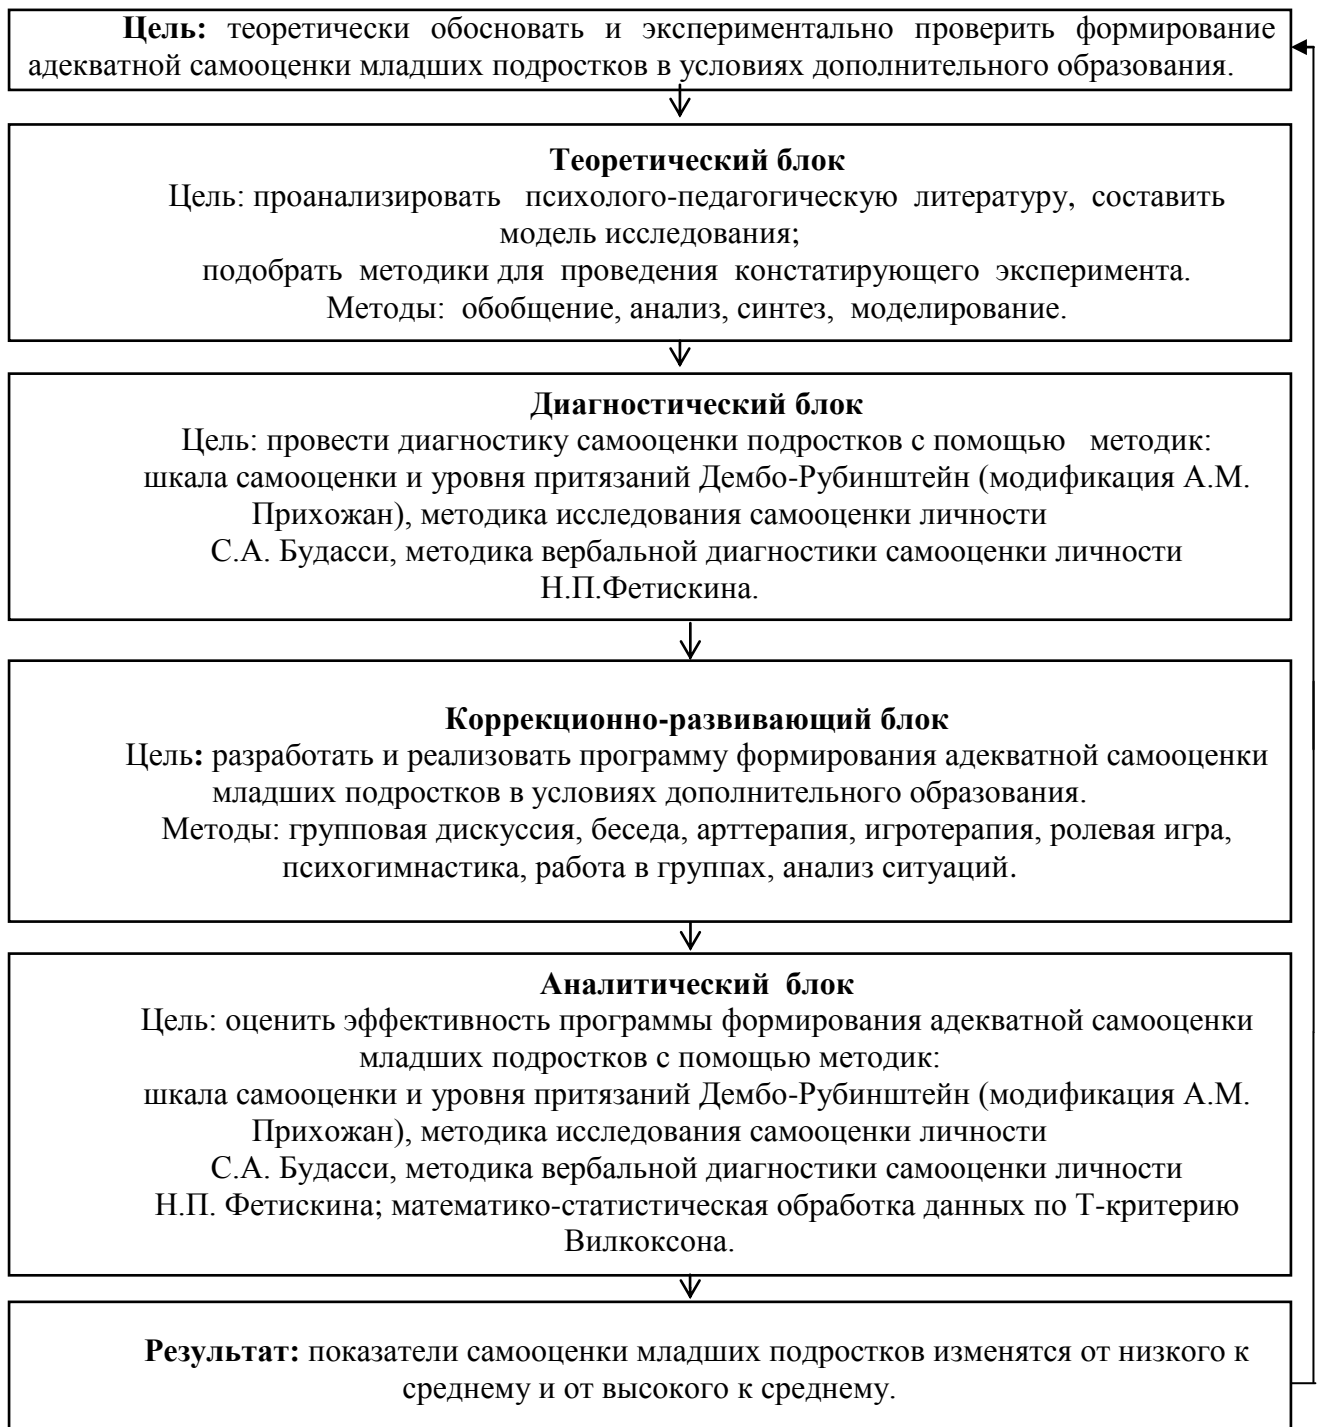 Цель: теоретически обосновать и экспериментально проверить формирование
адекватной самооценки младших подростков в условиях дополнительного образования.
Теоретический блок
Цель: проанализировать психолого-педагогическую литературу, составить
модель исследования;
подобрать методики для проведения констатирующего эксперимента.
Методы: обобщение, анализ, синтез, моделирование.
Диагностический блок
Цель: провести диагностику самооценки подростков с помощью методик:
шкала самооценки и уровня притязаний Дембо-Рубинштейн (модификация А.М.
Прихожан), методика исследования самооценки личности
С.А. Будасси, методика вербальной диагностики самооценки личности
Н.П.Фетискина.
Коррекционно-развивающий блок
Цель: разработать и реализовать программу формирования адекватной самооценки
младших подростков в условиях дополнительного образования.
Методы: групповая дискуссия, беседа, арттерапия, игротерапия, ролевая игра,
психогимнастика, работа в группах, анализ ситуаций.
Аналитический блок
Цель: оценить эффективность программы формирования адекватной самооценки
младших подростков с помощью методик:
шкала самооценки и уровня притязаний Дембо-Рубинштейн (модификация А.М.
Прихожан), методика исследования самооценки личности
С.А. Будасси, методика вербальной диагностики самооценки личности
Н.П. Фетискина; математико-статистическая обработка данных по Т-критерию
Вилкоксона.
Результат: показатели самооценки младших подростков изменятся от низкого к
среднему и от высокого к среднему.